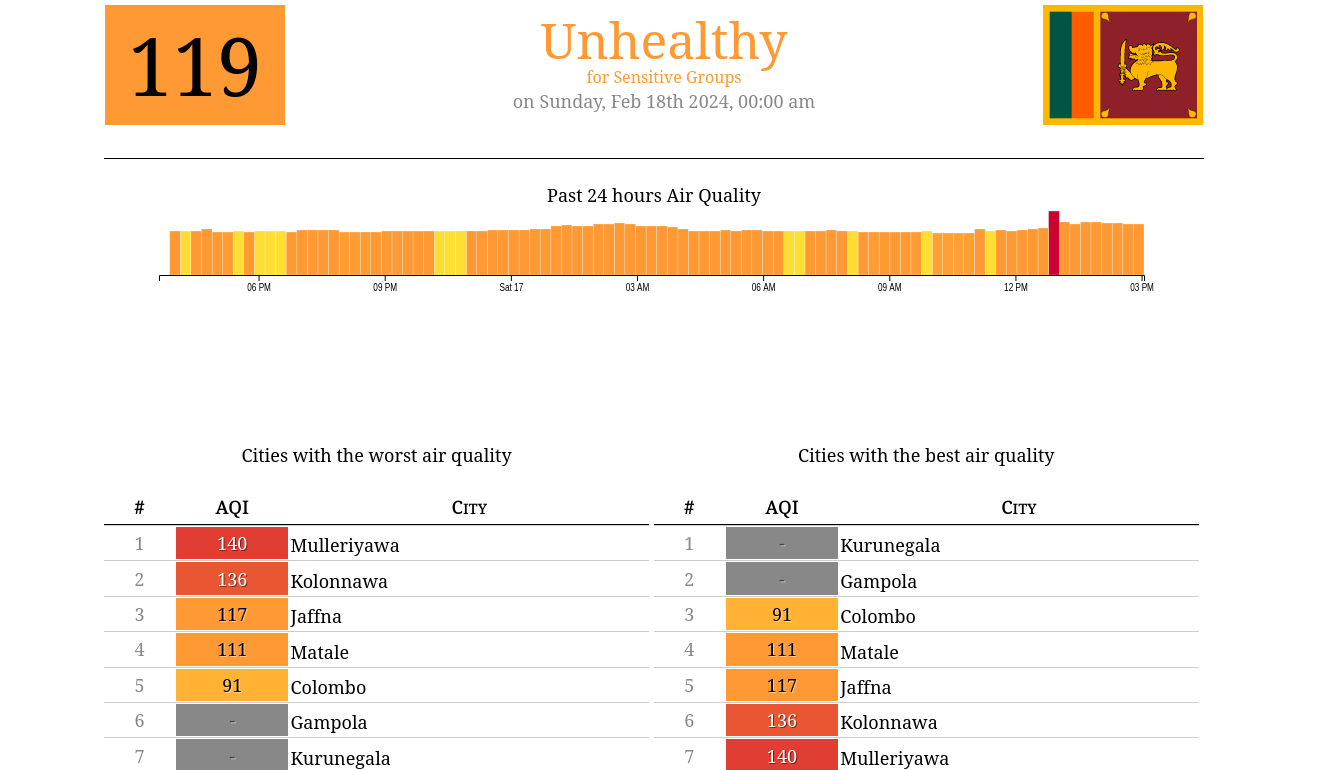 119
Unhealthy
for Sensitive Groups
on Sunday, Feb 18th 2024, 00:00 am
Past 24 hours Air Quality
06 PM 09 PM Sat 17 03 AM 06 AM 09 AM 12 PM 03 PM
Cities with the worst air quality
# AQI City
1 140 Mulleriyawa
2 136 Kolonnawa
3 117 Jaffna
4 111 Matale
5 91 Colombo
6 - Gampola
7 - Kurunegala
Cities with the best air quality
# AQI City
1 - Kurunegala
2 - Gampola
3 91 Colombo
4 111 Matale
5 117 Jaffna
6 136 Kolonnawa
7 140 Mulleriyawa